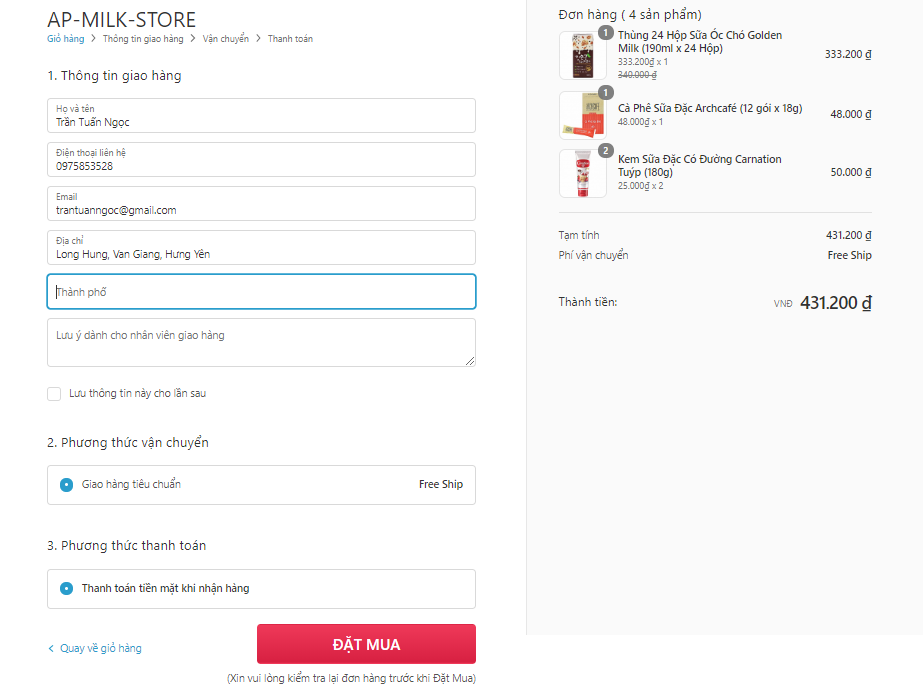 AP-MILK-STORE
Giỏ hàng > Thông tin giao hàng > Vận chuyển > Thanh toán
1. Thông tin giao hàng
Họ và tên
Trần Tuấn Ngọc
Điện thoại liên hệ
0975853528
Email
trantuanngoc@gmail.com
Địa chỉ
Long Hung, Van Giang, Hưng Yên
Thành phố
Lưu ý dành cho nhân viên giao hàng
Lưu thông tin này cho lần sau
2. Phương thức vận chuyển
Giao hàng tiêu chuẩn Free Ship
3. Phương thức thanh toán
Thanh toán tiền mặt khi nhận hàng
< Quay về giỏ hàng
ĐẶT MUA
(Xin vui lòng kiểm tra lại đơn hàng trước khi Đặt Mua)
Đơn hàng ( 4 sản phẩm)
1
Thùng 24 Hộp Sữa Óc Chó Golden
Milk (190ml x 24 Hộp)
333.200₫ x 1
340.000 ₫
333.200 ₫
1
Cà Phê Sữa Đặc Archcafé (12 gói x 18g)
48.000₫ x 1
48.000 ₫
2
Kem Sữa Đặc Có Đường Carnation
Tuýp (180g)
25.000₫ x 2
50.000 ₫
Tạm tính 431.200 ₫
Phí vận chuyển Free Ship
Thành tiền: VNĐ 431.200 ₫